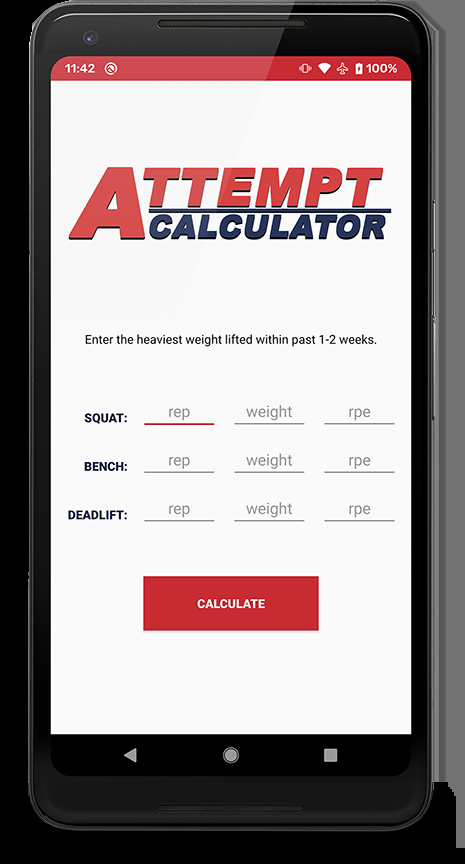 11:42 100%
ATTEMPT
CALCULATOR
Enter the heaviest weight lifted within past 1-2 weeks.
SQUAT: rep weight rpe
BENCH: rep weight rpe
DEADLIFT: rep weight rpe
CALCULATE